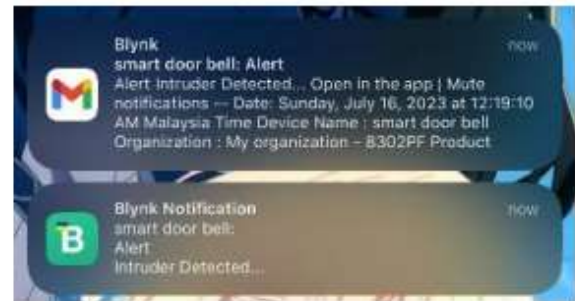 Blynk now
smart door bell: Alert
Alert Intruder Detected... Open in the app | Mute
notifications -- Date: Sunday, July 16, 2023 at 12:19:10
AM Malaysia Time Device Name : smart door bell
Organization : My organization - 8302PF Product
Blynk Notification now
smart door bell:
Alert
Intruder Detected...